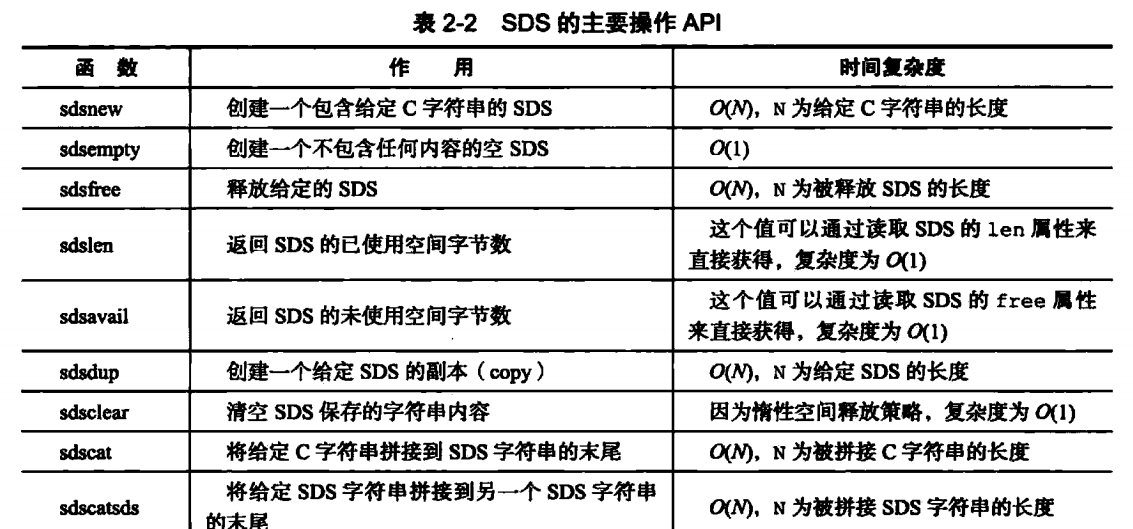 表 2-2 SDS 的主要操作 API
函 数 作 用 时间复杂度
sdsnew 创建一个包含给定 C 字符串的 SDS O(N)，N 为给定 C 字符串的长度
sdsempty 创建一个不包含任何内容的空 SDS O(1)
sdsfree 释放给定的 SDS O(N)，N 为被释放 SDS 的长度
sdslen 返回 SDS 的已使用空间字节数 这个值可以通过读取 SDS 的 len 属性来
直接获得，复杂度为 O(1)
sdsavail 返回 SDS 的未使用空间字节数 这个值可以通过读取 SDS 的 free 属性
来直接获得，复杂度为 O(1)
sdsdup 创建一个给定 SDS 的副本（copy） O(N)，N 为给定 SDS 的长度
sdsclear 清空 SDS 保存的字符串内容 因为惰性空间释放策略，复杂度为 O(1)
sdscat 将给定 C 字符串拼接到 SDS 字符串的末尾 O(N)，N 为被拼接 C 字符串的长度
sdscatsds 将给定 SDS 字符串拼接到另一个 SDS 字符串
的末尾 O(N)，N 为被拼接 SDS 字符串的长度